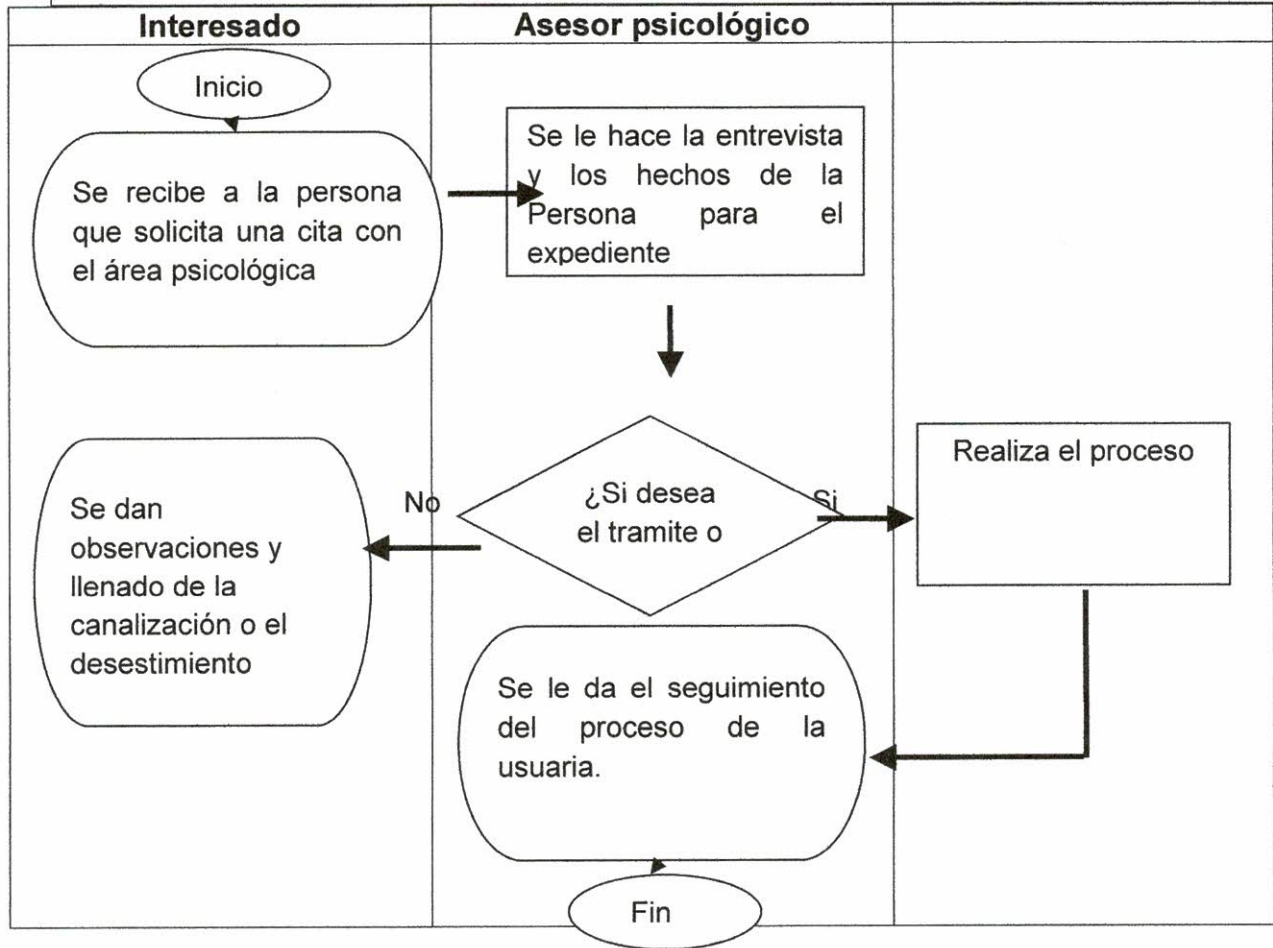 Interesado
Asesor psicológico
Inicio
Se recibe a la persona
que solicita una cita con
el área psicológica
Se le hace la entrevista
y los hechos de la
Persona para el
expediente
¿Si desea
el tramite o
No
Si
Realiza el proceso
Se dan
observaciones y
llenado de la
canalización o el
desestimiento
Se le da el seguimiento
del proceso de la
usuaria.
Fin